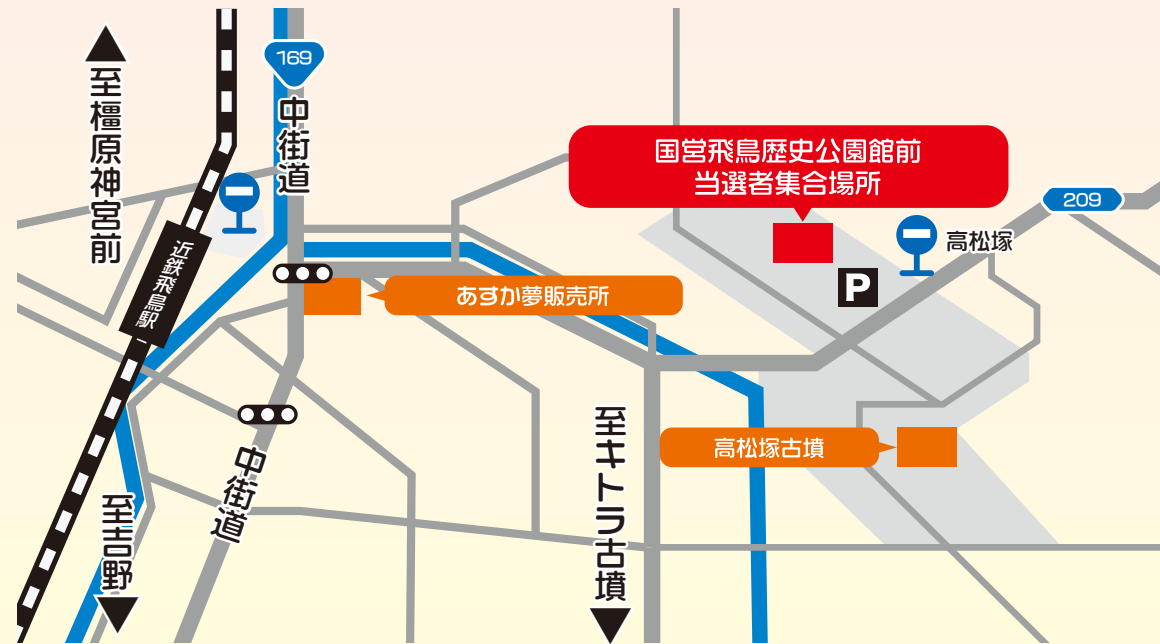 169
至橿原神宮前
中街道
国営飛鳥歴史公園館前
当選者集合場所
209
高松塚
近鉄飛鳥駅
P
あすか夢販売所
至キトラ古墳
高松塚古墳
中街道
至吉野